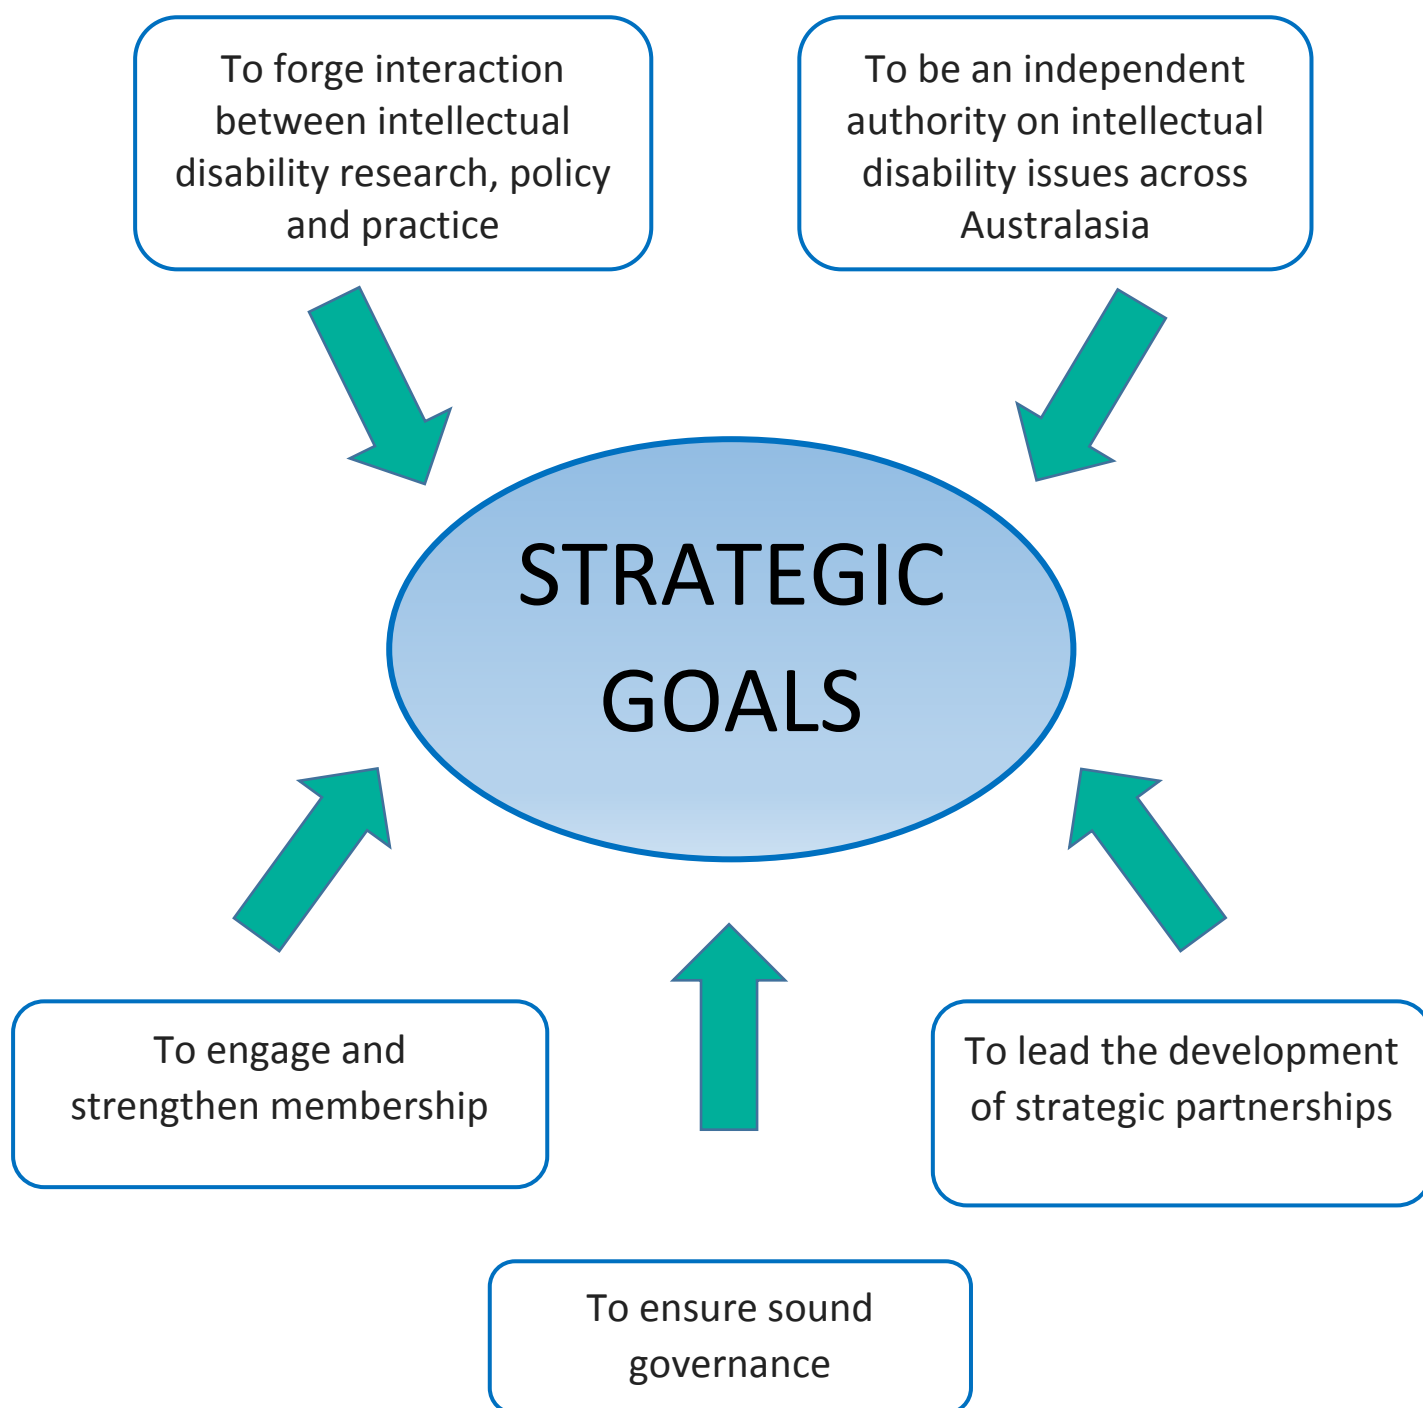 To forge interaction
between intellectual
disability research, policy
and practice
To be an independent
authority on intellectual
disability issues across
Australasia
STRATEGIC
GOALS
To engage and
strengthen membership
To lead the development
of strategic partnerships
To ensure sound
governance